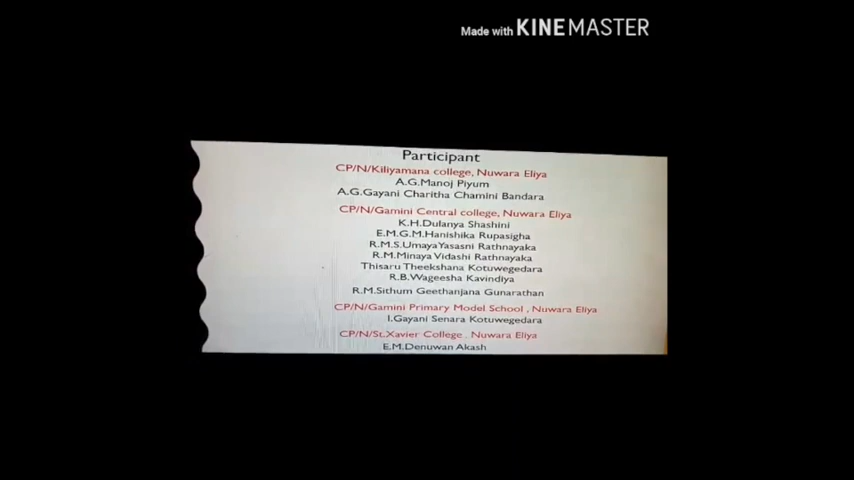 Made with KINEMASTER
Participant
CP/N/Kiliyamana college, Nuwara Eliya
A.G.Manoj Piyum
A.G.Gayani Charitha Chamini Bandara
CP/N/Gamini Central college, Nuwara Eliya
K.H.Dulanya Shashini
E.M.G.M.Hanishika Rupasigha
R.M.S.Umaya Yasasni Rathnayaka
R.M.Minaya Vidashi Rathnayaka
Thisaru Theekshana Kotuwegedara
R.B.Wageesha Kavindiya
R.M.Sithum Geethanjana Gunarathan
CP/N/Gamini Primary Model School , Nuwara Eliya
I.Gayani Senara Kotuwegedara
CP/N/St.Xavier College , Nuwara Eliya
E.M.Denuwan Akash